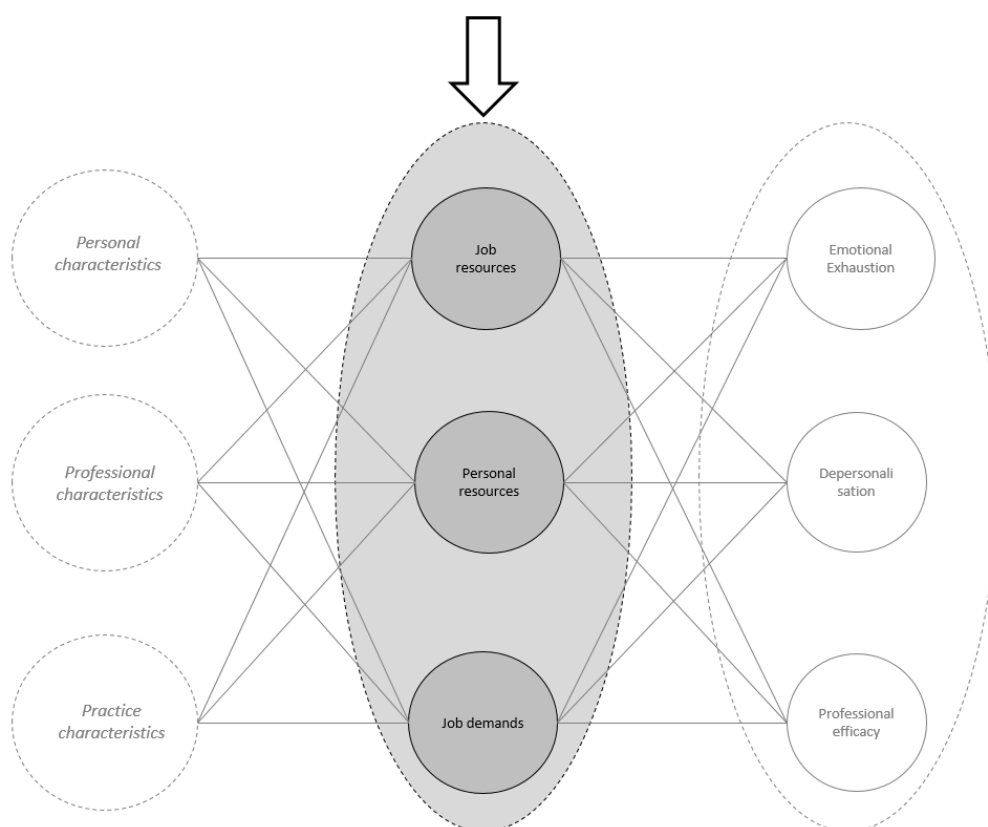 Personal
characteristics
Job
resources
Emotional
Exhaustion
Professional
characteristics
Personal
resources
Depersonali
sation
Practice
characteristics
Job demands
Professional
efficacy